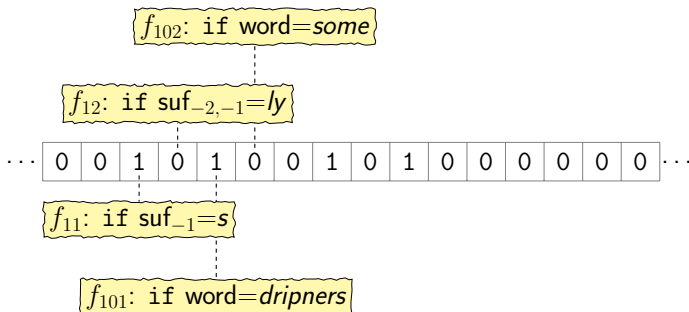 f₁₀₂: if word=some
f₁₂: if suf₋₂,₋₁=ly
··· 0 0 1 0 1 0 0 1 0 1 0 0 0 0 0 0 ···
f₁₁: if suf₋₁=s
f₁₀₁: if word=dripners